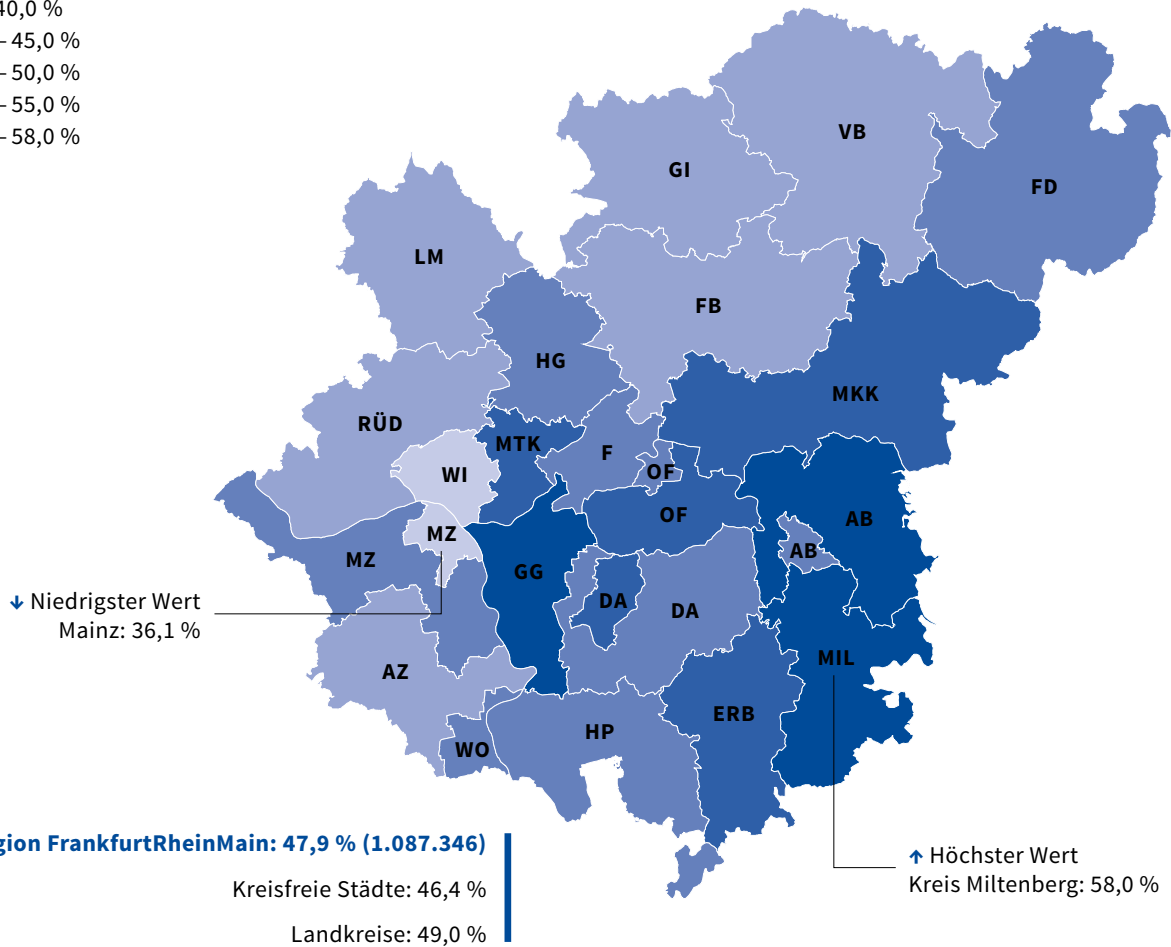 40,0 %
– 45,0 %
– 50,0 %
– 55,0 %
– 58,0 %
VB
GI
FD
LM
FB
HG
MKK
RÜD
MTK
F
OF
WI
OF
AB
MZ
AB
MZ
GG
DA
DA
↓ Niedrigster Wert
Mainz: 36,1 %
MIL
AZ
ERB
HP
WO
gion FrankfurtRheinMain: 47,9 % (1.087.346)
Kreisfreie Städte: 46,4 %
Landkreise: 49,0 %
↑ Höchster Wert
Kreis Miltenberg: 58,0 %